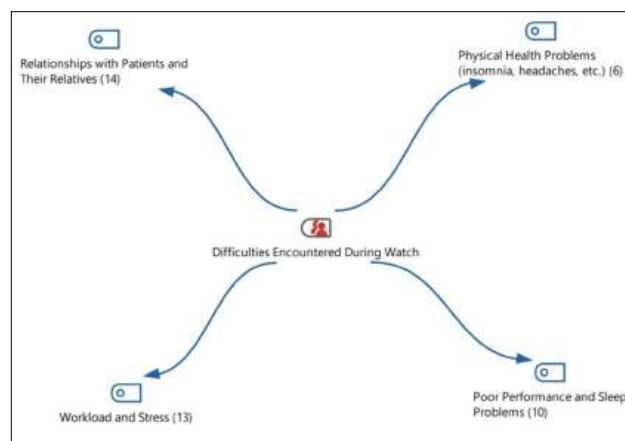 Relationships with Patients and
Their Relatives (14)
Physical Health Problems
(insomnia, headaches, etc.) (6)
Difficulties Encountered During Watch
Workload and Stress (13)
Poor Performance and Sleep
Problems (10)